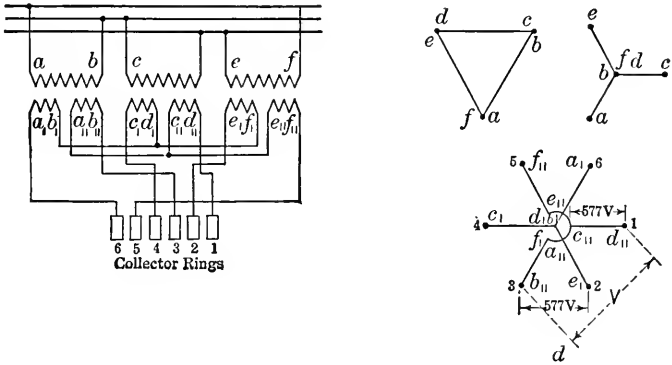 a b c e f
a₁ b₁ a₁₁ b₁₁ c₁ d₁ c₁₁ d₁₁ e₁ f₁ e₁₁ f₁₁
6 5 4 3 2 1
Collector Rings
d c
e b
f a
e
b f d c
a
5 f₁₁ a₁ 6
e₁₁ 577V
4 c₁ d₁ b₁ c₁₁ 1
f₁ a₁₁ d₁₁
3 b₁₁ e₁ 2
577V V
d